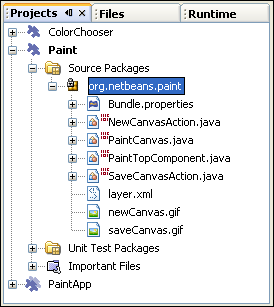 Projects Files Runtime
ColorChooser
Paint
Source Packages
org.netbeans.paint
Bundle.properties
NewCanvasAction.java
PaintCanvas.java
PaintTopComponent.java
SaveCanvasAction.java
layer.xml
newCanvas.gif
saveCanvas.gif
Unit Test Packages
Important Files
PaintApp